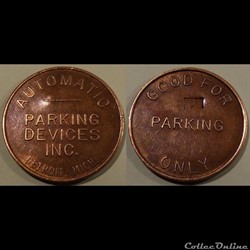 AUTOMATIC
PARKING
DEVICES
INC.
DETROIT, MICH.
GOOD FOR
PARKING
ONLY
CollecOnline